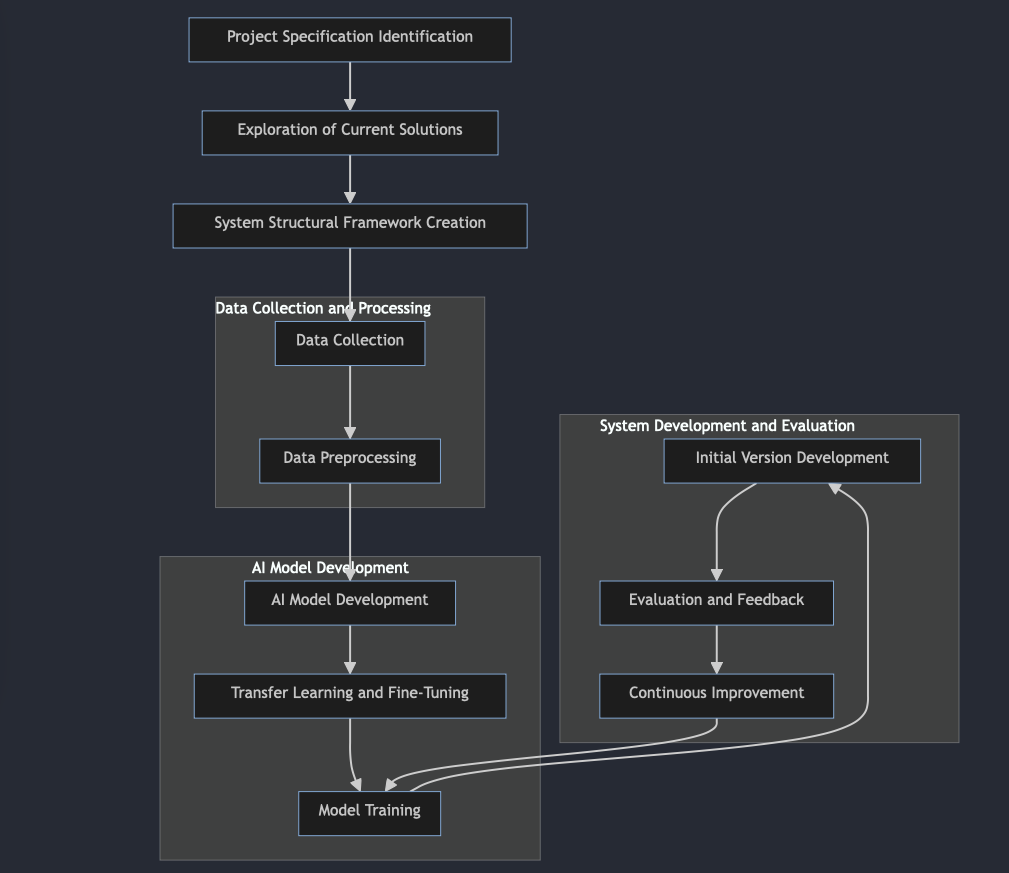 Project Specification Identification
Exploration of Current Solutions
System Structural Framework Creation
Data Collection and Processing
Data Collection
Data Preprocessing
AI Model Development
AI Model Development
Transfer Learning and Fine-Tuning
Model Training
System Development and Evaluation
Initial Version Development
Evaluation and Feedback
Continuous Improvement